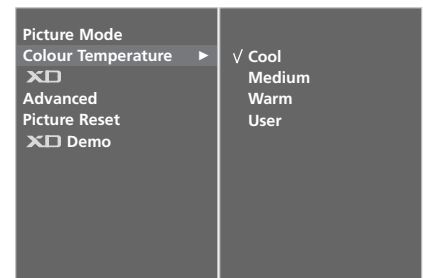 Picture Mode
Colour Temperature ►
XD
Advanced
Picture Reset
XD Demo
√ Cool
Medium
Warm
User